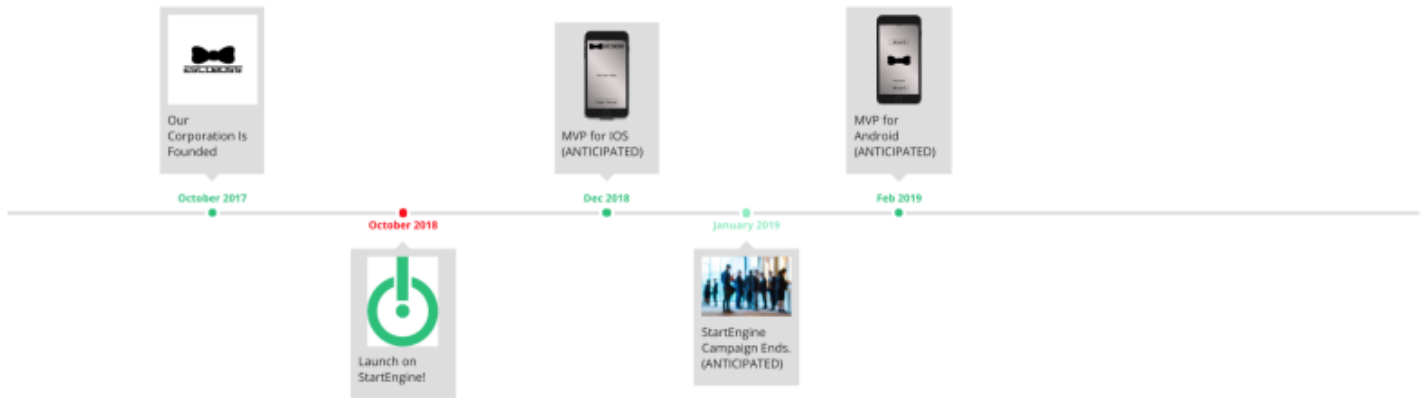 Our
Corporation Is
Founded
October 2017
October 2018
Launch on
StartEngine!
MVP for IOS
(ANTICIPATED)
Dec 2018
January 2019
StartEngine
Campaign Ends.
(ANTICIPATED)
MVP for
Android
(ANTICIPATED)
Feb 2019